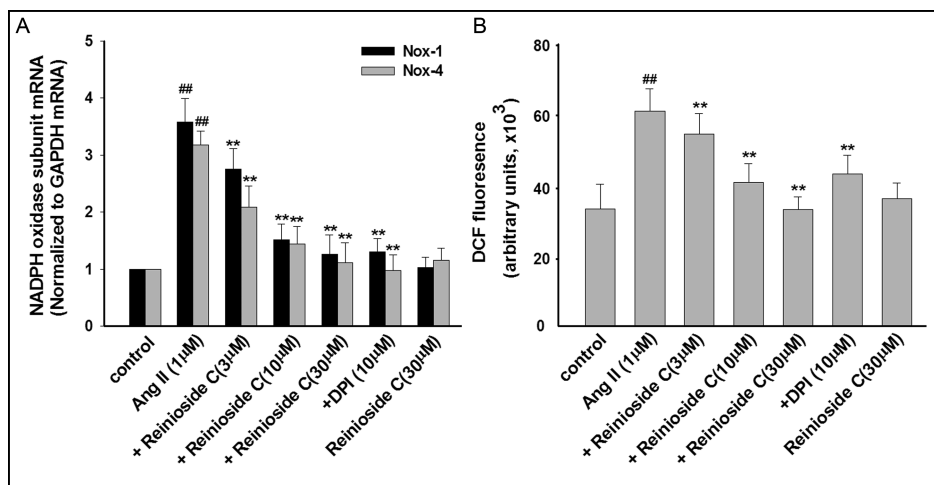 A
NADPH oxidase subunit mRNA
(Normalized to GAPDH mRNA)
5
4
3
2
1
0
Nox-1
Nox-4
##
##
**
**
**
**
**
**
**
**
control
Ang II (1μM)
+ Reinioside C(3μM)
+ Reinioside C(10μM)
+ Reinioside C(30μM)
+DPI (10μM)
Reinioside C(30μM)
B
DCF fluoresence
(arbitrary units, x10³)
80
60
40
20
0
##
**
**
**
**
control
Ang II (1μM)
+ Reinioside C(3μM)
+ Reinioside C(10μM)
+ Reinioside C(30μM)
+DPI (10μM)
Reinioside C(30μM)